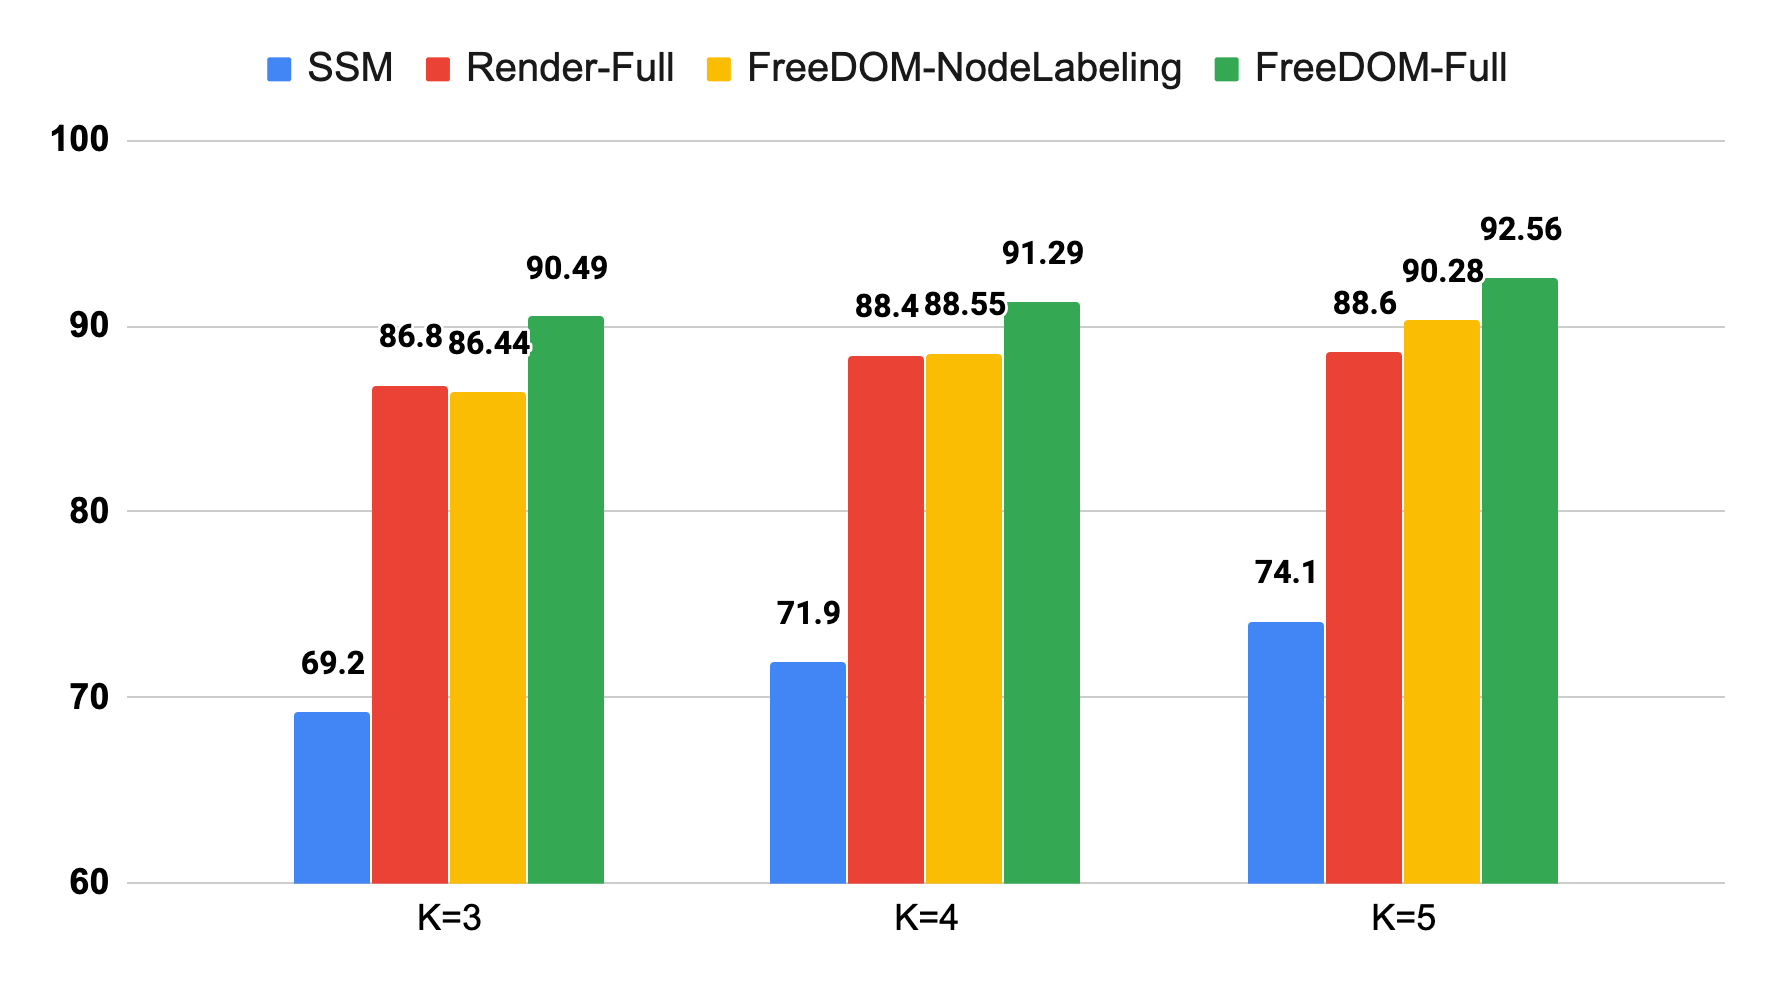 SSM Render-Full FreeDOM-NodeLabeling FreeDOM-Full
100
90
80
70
60
69.2 86.8 86.44 90.49
71.9 88.4 88.55 91.29
74.1 88.6 90.28 92.56
K=3 K=4 K=5